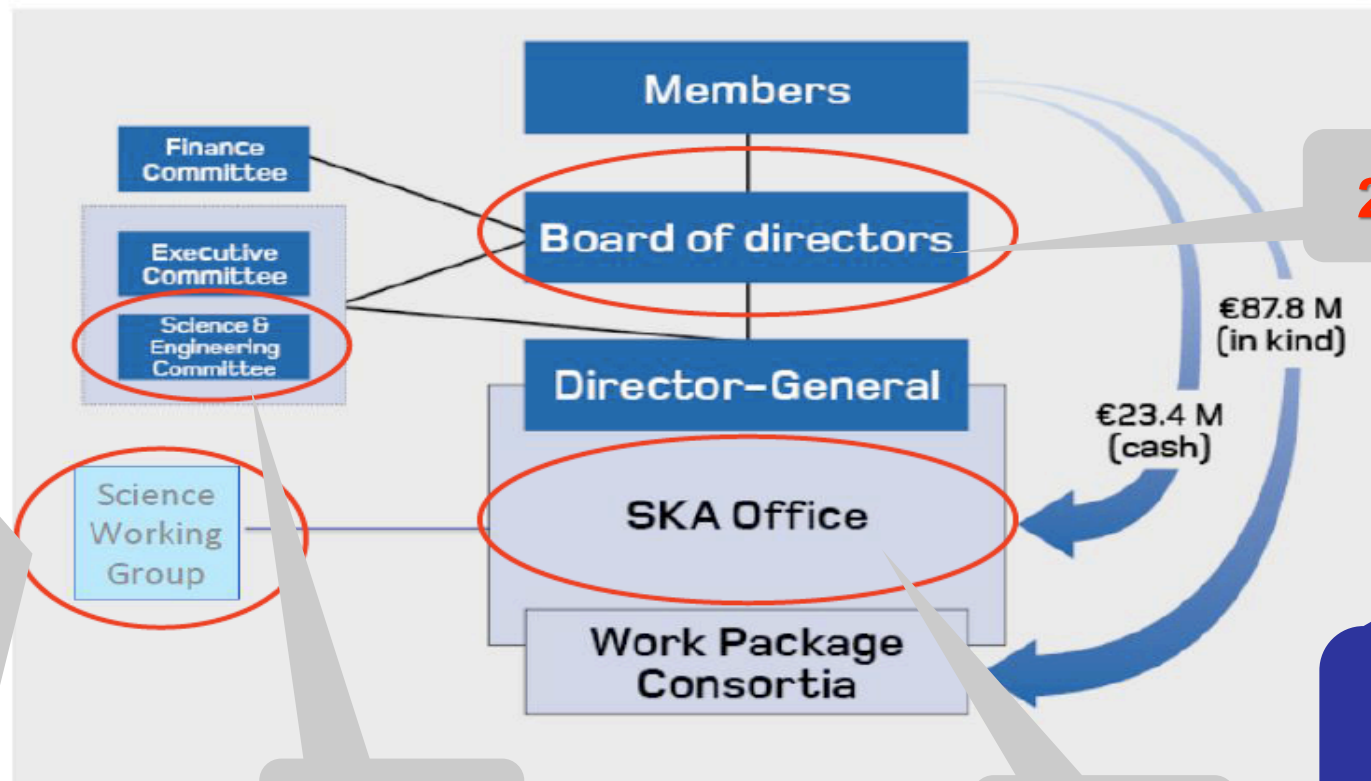 Members
Finance
Committee
Board of directors
2
Executive
Committee
Science &
Engineering
Committee
€87.8 M
(in kind)
Director-General
€23.4 M
(cash)
Science
Working
Group
SKA Office
Work Package
Consortia